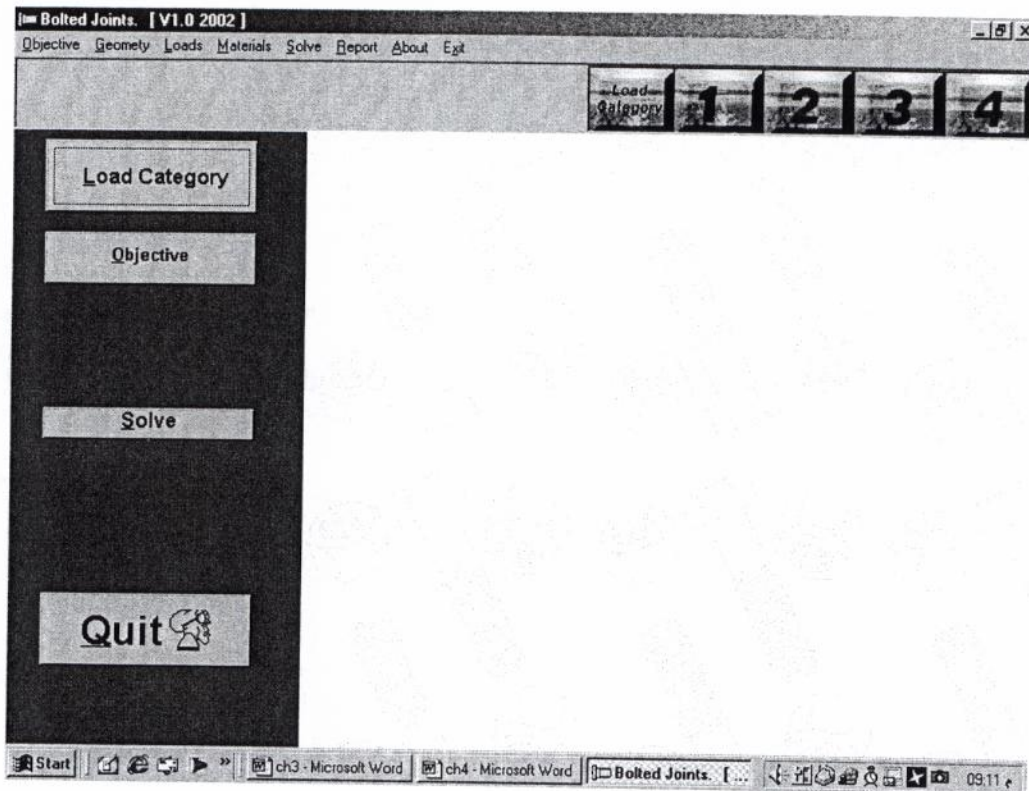 Bolted Joints. [ V1.0 2002 ]
Objective Geomety Loads Materials Solve Report About Exit
Load Category 1 2 3 4
Load Category
Objective
Solve
Quit
Start » ch3 - Microsoft Word ch4 - Microsoft Word Bolted Joints. [ ... 09:11 م